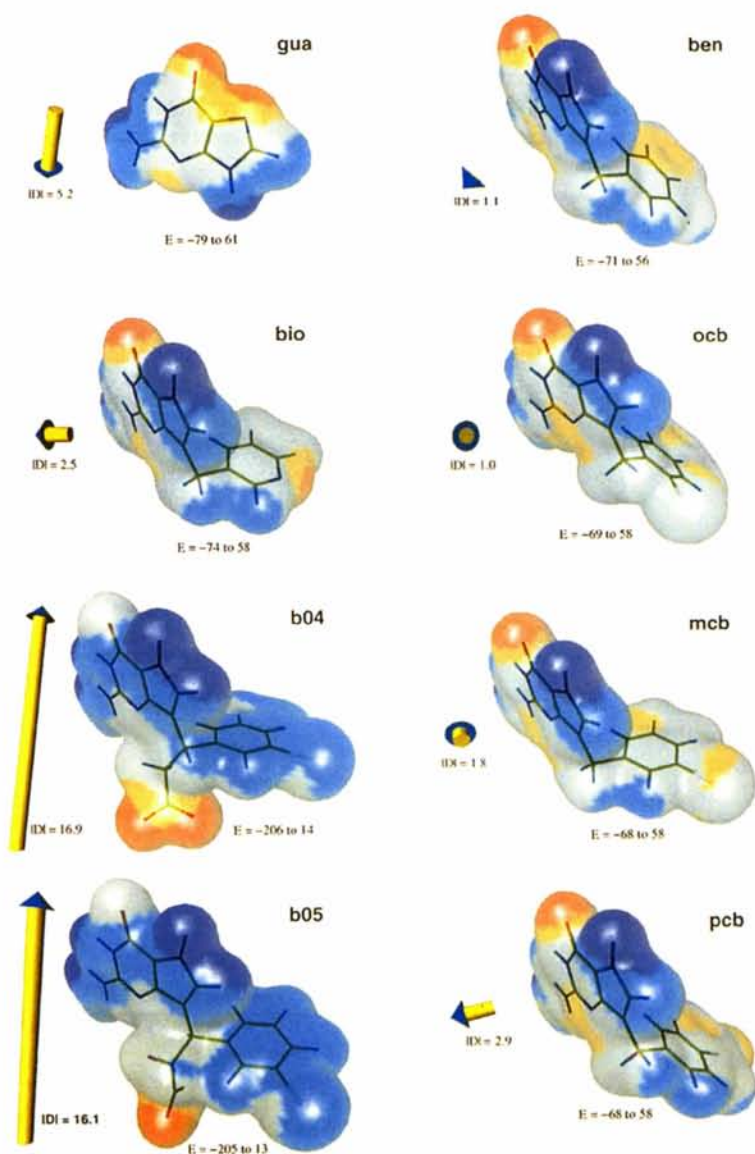 gua
|D| = 5.2
E = −79 to 61
ben
|D| = 1.1
E = −71 to 56
bio
|D| = 2.5
E = −74 to 58
ocb
|D| = 1.0
E = −69 to 58
b04
|D| = 16.9
E = −206 to 14
mcb
|D| = 1.8
E = −68 to 58
b05
|D| = 16.1
E = −205 to 13
pcb
|D| = 2.9
E = −68 to 58